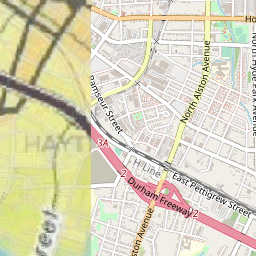 Ho
Ramseur Street
North Alston Avenue
North Hyde Park Avenue
HAYT
3A
H Line
2
East Pettigrew Street
Durham Freeway
2
reet
ston Avenue